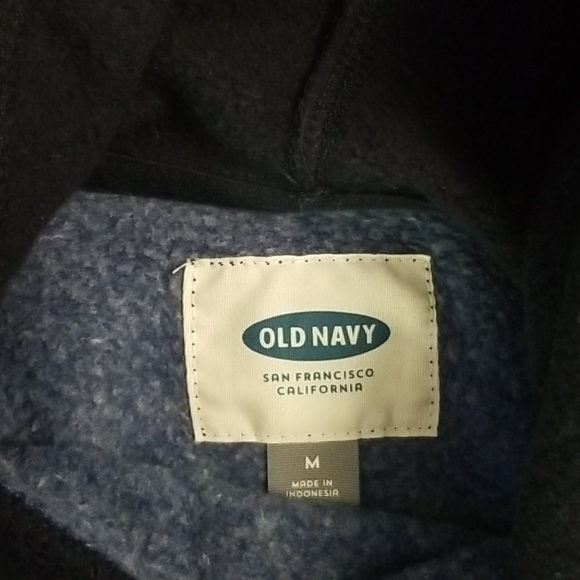 OLD NAVY
SAN FRANCISCO
CALIFORNIA
M
MADE IN
INDONESIA